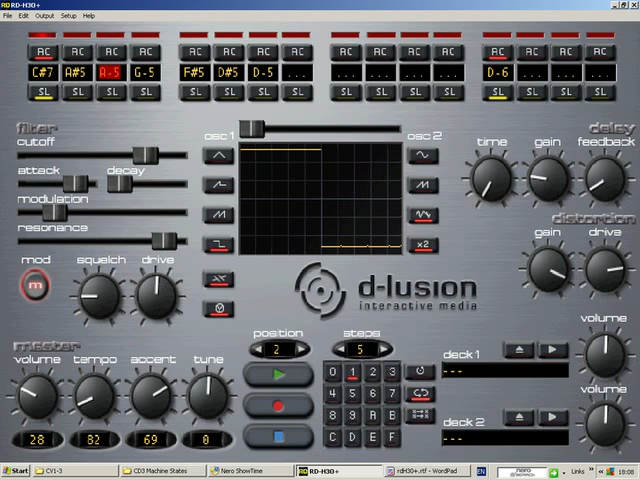 RD-H30+
File Edit Output Setup Help
AC AC AC AC AC AC AC AC AC AC AC AC AC AC AC AC
C#7 A#5 A-5 G-5 F#5 D#5 D-5 ... ... ... ... ... D-6 ... ... ...
SL SL SL SL SL SL SL SL SL SL SL SL SL SL SL SL
filter
cutoff
attack decay
modulation
resonance
mod squelch drive
m
osc 1
osc 2
x2
delay
time gain feedback
distortion
gain drive
d-lusion
interactive media
master
volume tempo accent tune
28 82 69 0
position steps
2 5
0 1 2 3
4 5 6 7
8 9 A B
C D E F
deck 1
---
deck 2
---
volume
volume
Start CV1-3 CD3 Machine States Nero ShowTime RD-H30+ rdH30+.rtf - WordPad EN nero Links » « 18:08